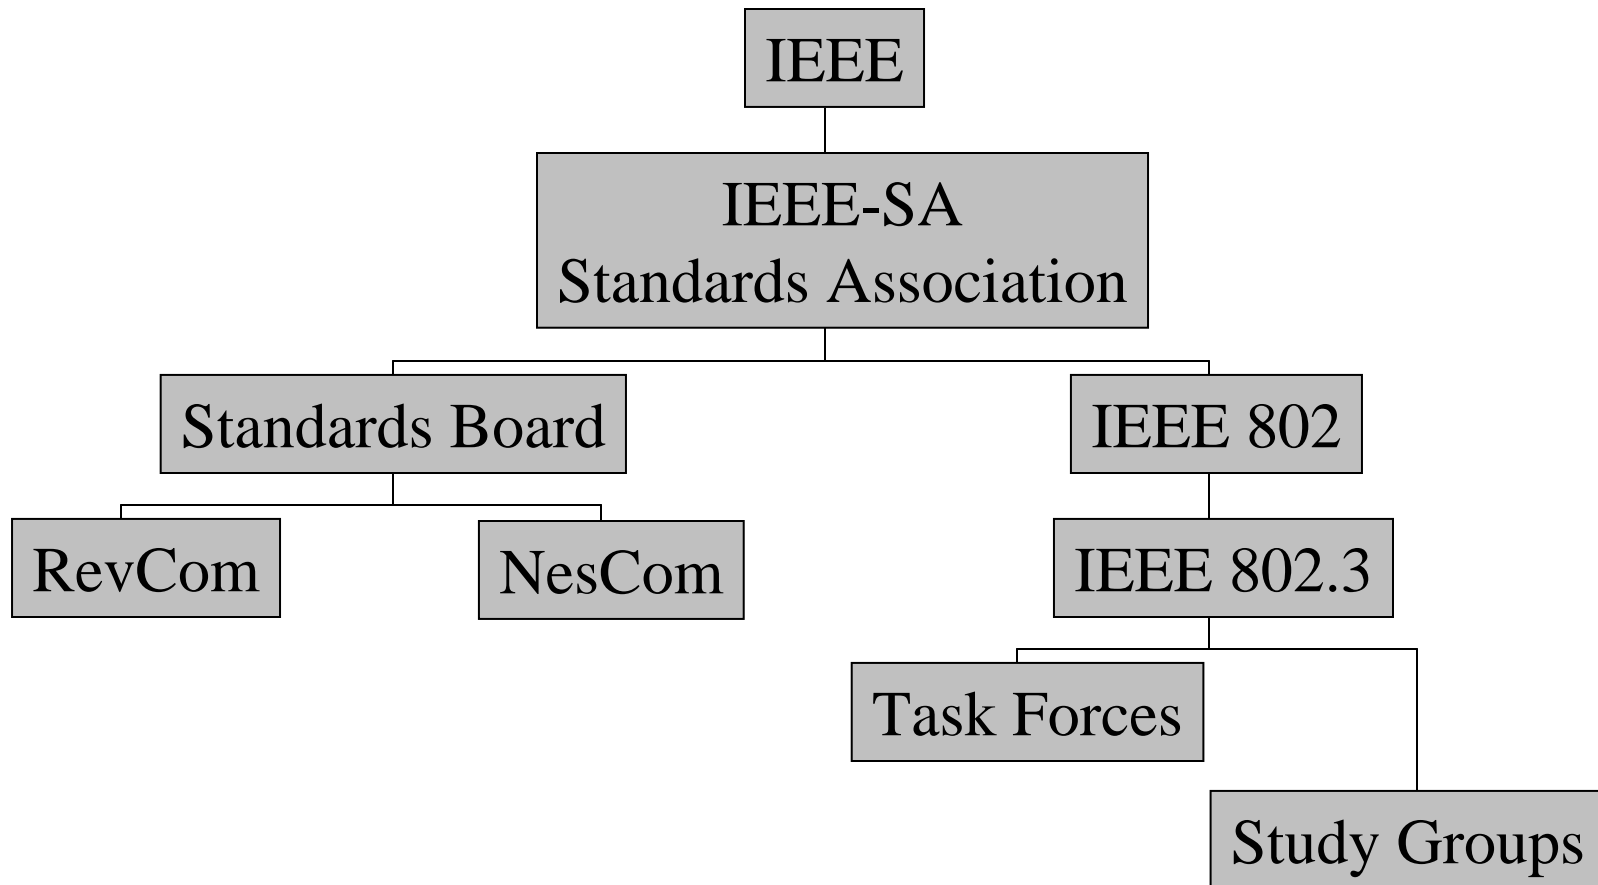 IEEE
IEEE-SA
Standards Association
Standards Board
IEEE 802
RevCom
NesCom
IEEE 802.3
Task Forces
Study Groups